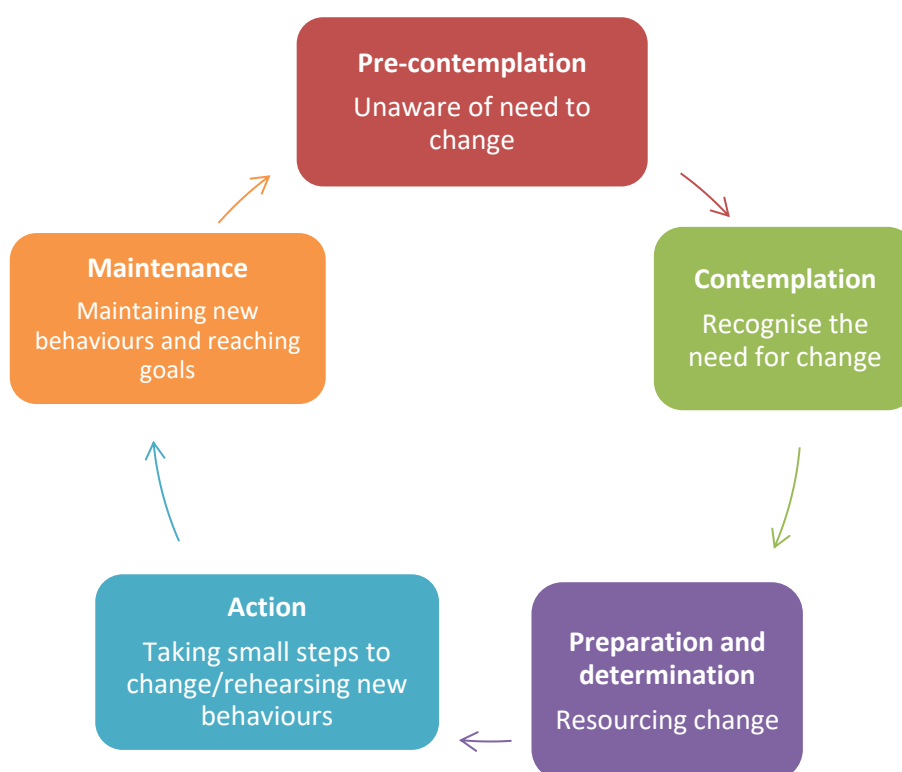 Pre-contemplation
Unaware of need to
change
Contemplation
Recognise the
need for change
Preparation and
determination
Resourcing change
Action
Taking small steps to
change/rehearsing new
behaviours
Maintenance
Maintaining new
behaviours and reaching
goals